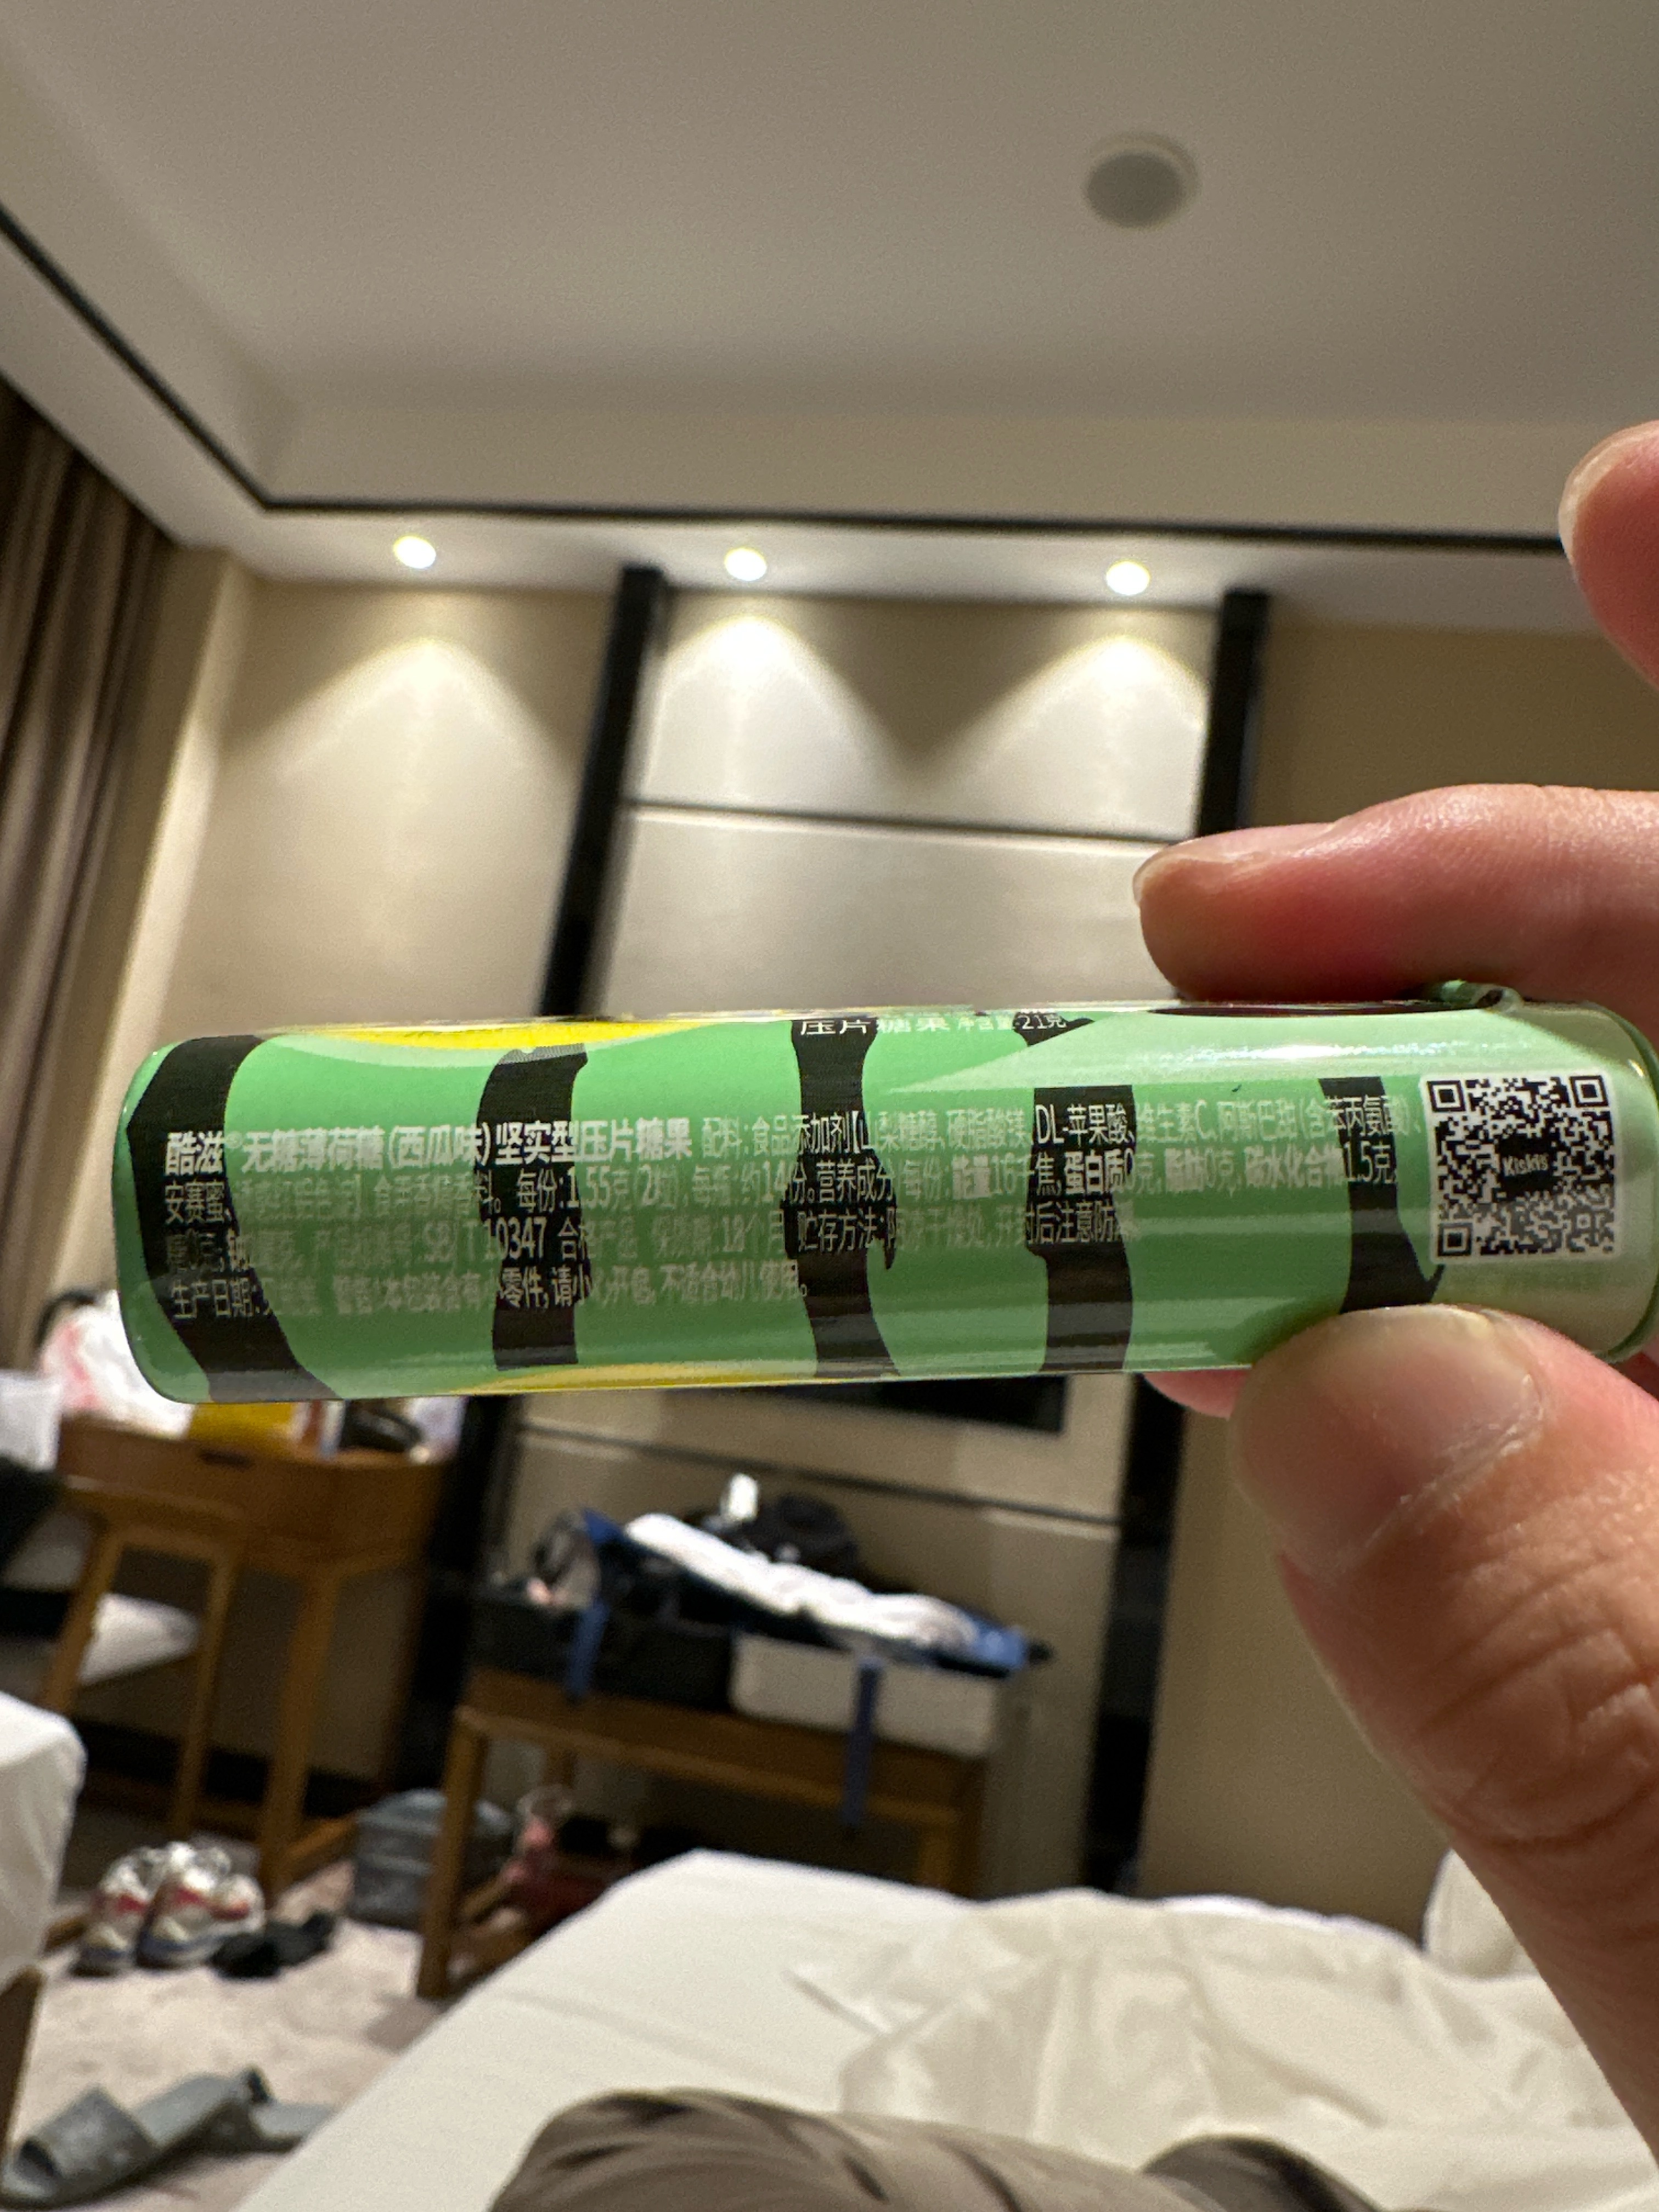 压片糖果 净含量:21克
酷滋® 无糖薄荷糖(西瓜味)坚实型压片糖果 配料:食品添加剂【山梨糖醇、硬脂酸镁、DL-苹果酸、维生素C、阿斯巴甜(含苯丙氨酸)、
安赛蜜、食用香精香料。 每份:1.55克(2粒), 每瓶:约14份。营养成分 每份: 能量16千焦, 蛋白质0克, 脂肪0克, 碳水化合物1.5克,
SB/T 10347 合格产品 保质期:18个月 贮存方法:阴凉干燥处,开封后注意防潮
生产日期:见 警告!本包装含有小零件,请小心开启,不适合幼儿使用。
Kiskis